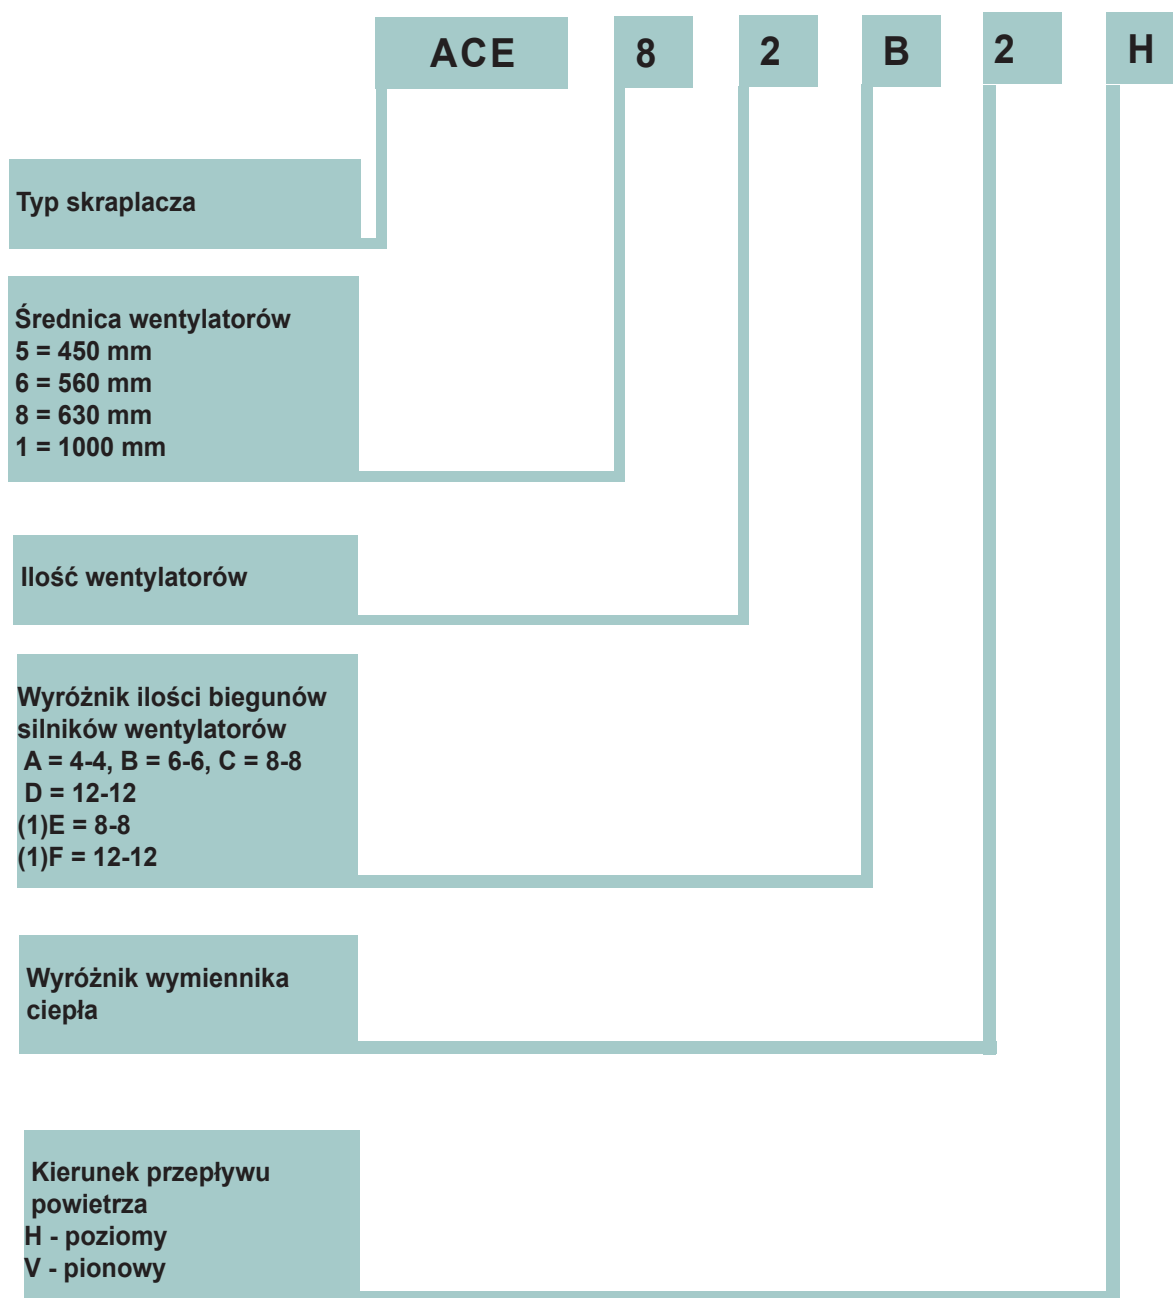 ACE 8 2 B 2 H
Typ skraplacza
Średnica wentylatorów
5 = 450 mm
6 = 560 mm
8 = 630 mm
1 = 1000 mm
Ilość wentylatorów
Wyróżnik ilości biegunów
silników wentylatorów
A = 4-4, B = 6-6, C = 8-8
D = 12-12
(1)E = 8-8
(1)F = 12-12
Wyróżnik wymiennika
ciepła
Kierunek przepływu
powietrza
H - poziomy
V - pionowy